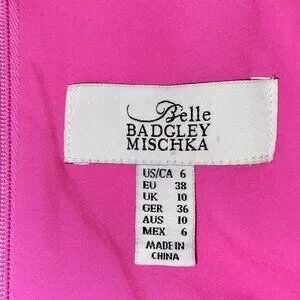 Belle
BADGLEY
MISCHKA
US/CA 6
EU 38
UK 10
GER 36
AUS 10
MEX 6
MADE IN
CHINA